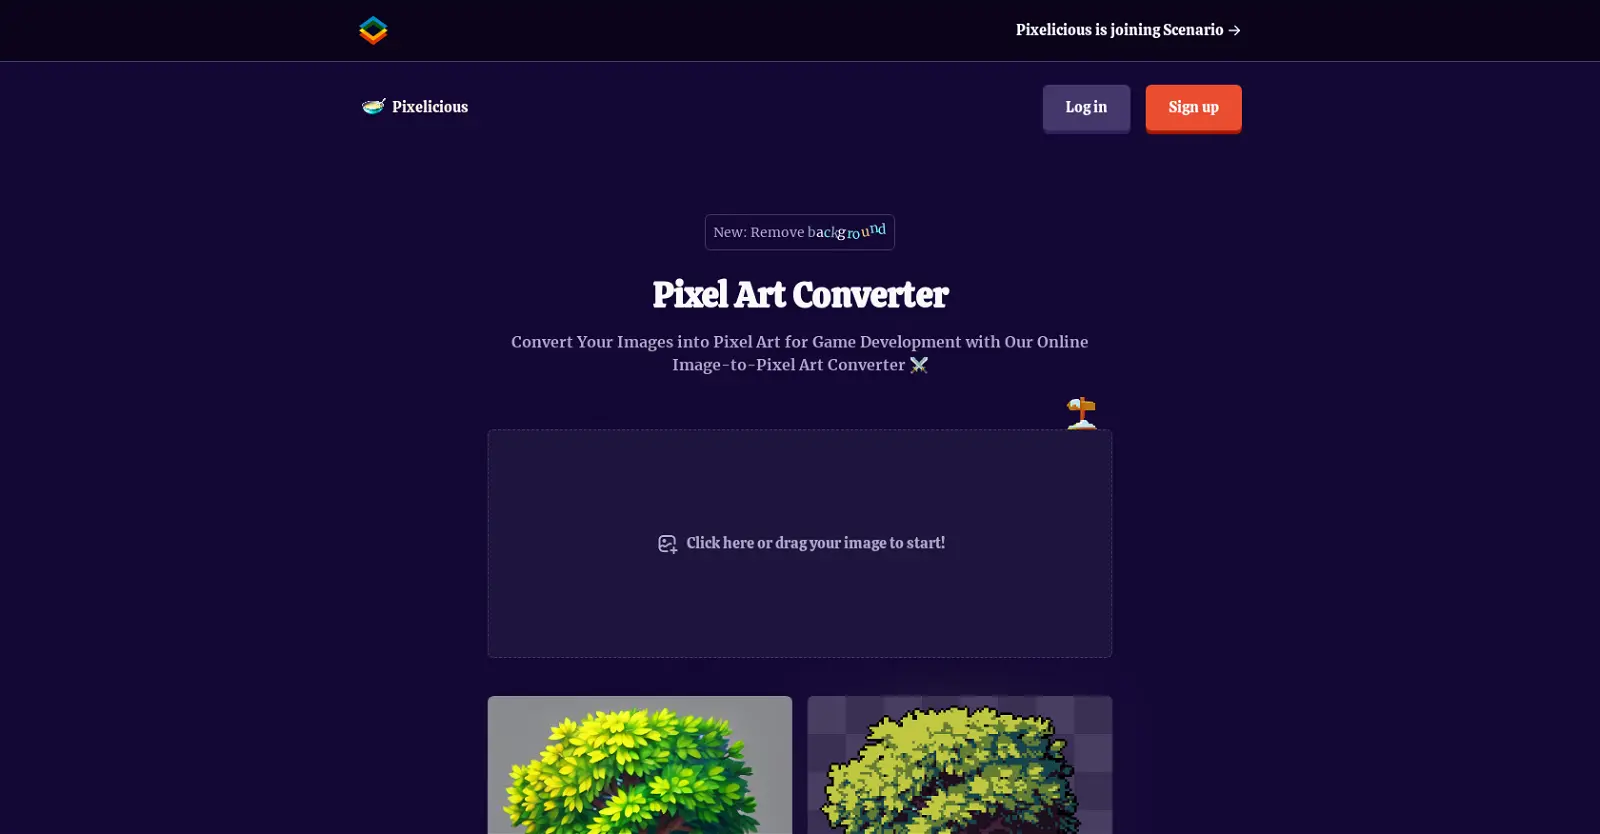 Pixelicious is joining Scenario →
Pixelicious
Log in
Sign up
New: Remove background
Pixel Art Converter
Convert Your Images into Pixel Art for Game Development with Our Online
Image-to-Pixel Art Converter ⚔️
Click here or drag your image to start!